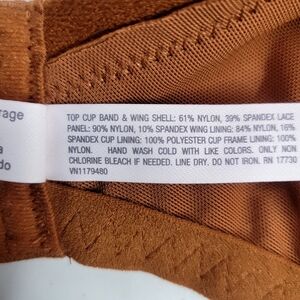 rage
a
do
TOP CUP BAND & WING SHELL: 61% NYLON, 39% SPANDEX LACE
PANEL: 90% NYLON, 10% SPANDEX WING LINING: 84% NYLON, 16%
SPANDEX CUP LINING: 100% POLYESTER CUP FRAME LINING: 100%
NYLON. HAND WASH COLD WITH LIKE COLORS. ONLY NON
CHLORINE BLEACH IF NEEDED. LINE DRY. DO NOT IRON. RN 17730
VN1179480